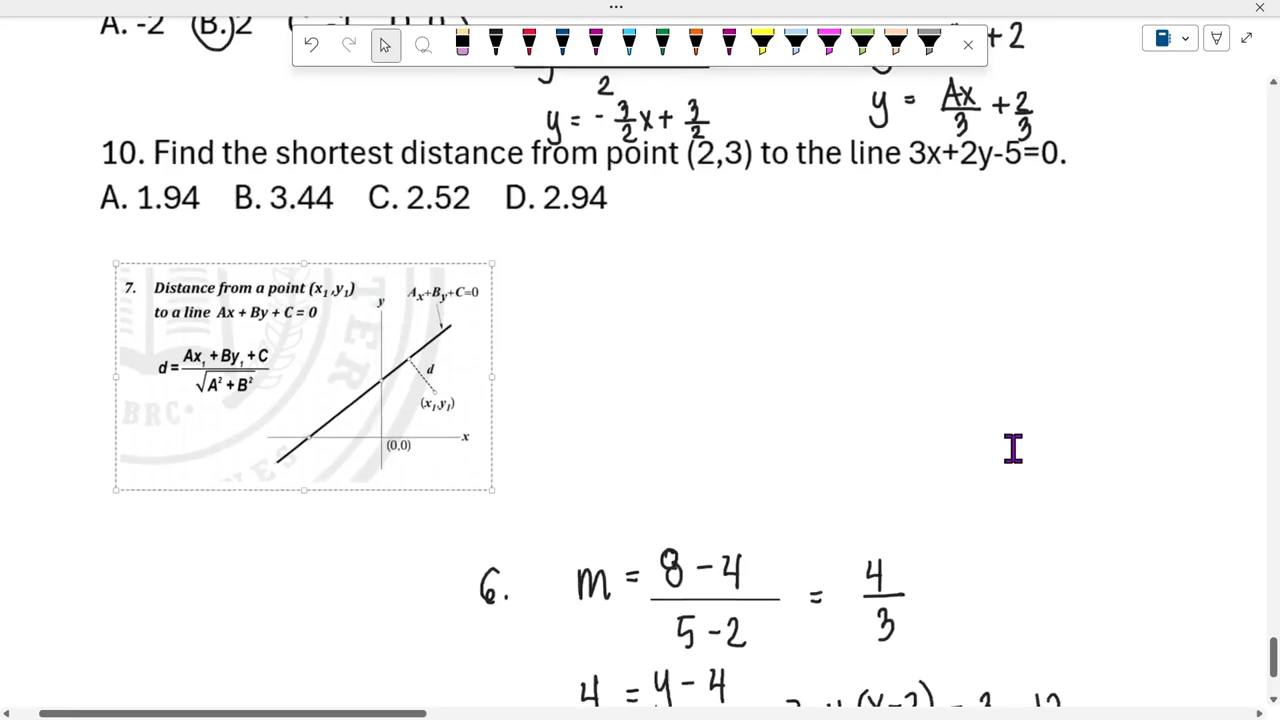 A. -2 B. 2
+2
2
y = -3/2x + 3/2
y = Ax/3 + 2/3
10. Find the shortest distance from point (2,3) to the line 3x+2y-5=0.
A. 1.94 B. 3.44 C. 2.52 D. 2.94
7. Distance from a point (x₁,y₁)
to a line Ax + By + C = 0
y
Aₓ+Bᵧ+C=0
d = Ax₁ + By₁ + C / √A² + B²
d
(x₁,y₁)
BRC
(0,0)
x
6. m = 8 - 4 / 5 - 2 = 4 / 3
4 = y - 4